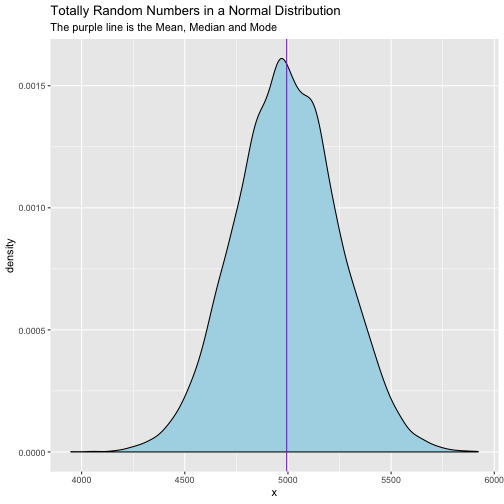 Totally Random Numbers in a Normal Distribution
The purple line is the Mean, Median and Mode
0.0015
0.0010
0.0005
0.0000
density
4000 4500 5000 5500 6000
x